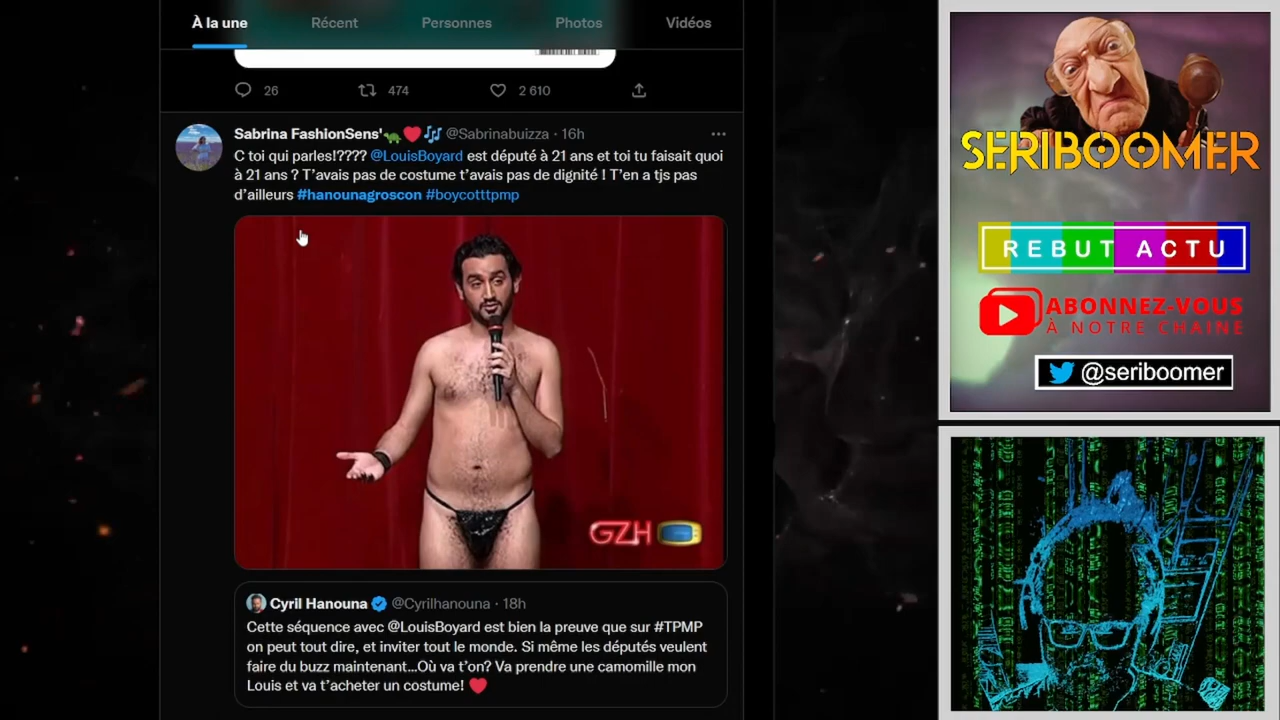 À la une
Récent
Personnes
Photos
Vidéos
26
474
2 610
Sabrina FashionSens'🐢❤️🎶 @Sabrinabuizza · 16h
C toi qui parles!???? @LouisBoyard est député à 21 ans et toi tu faisait quoi
à 21 ans ? T'avais pas de costume t'avais pas de dignité ! T'en a tjs pas
d'ailleurs #hanounagroscon #boycotttpmp
GZH
Cyril Hanouna @Cyrilhanouna · 18h
Cette séquence avec @LouisBoyard est bien la preuve que sur #TPMP
on peut tout dire, et inviter tout le monde. Si même les députés veulent
faire du buzz maintenant...Où va t'on? Va prendre une camomille mon
Louis et va t'acheter un costume! ❤️
SERIBOOMER
REBUT ACTU
ABONNEZ-VOUS
À NOTRE CHAINE
@seriboomer